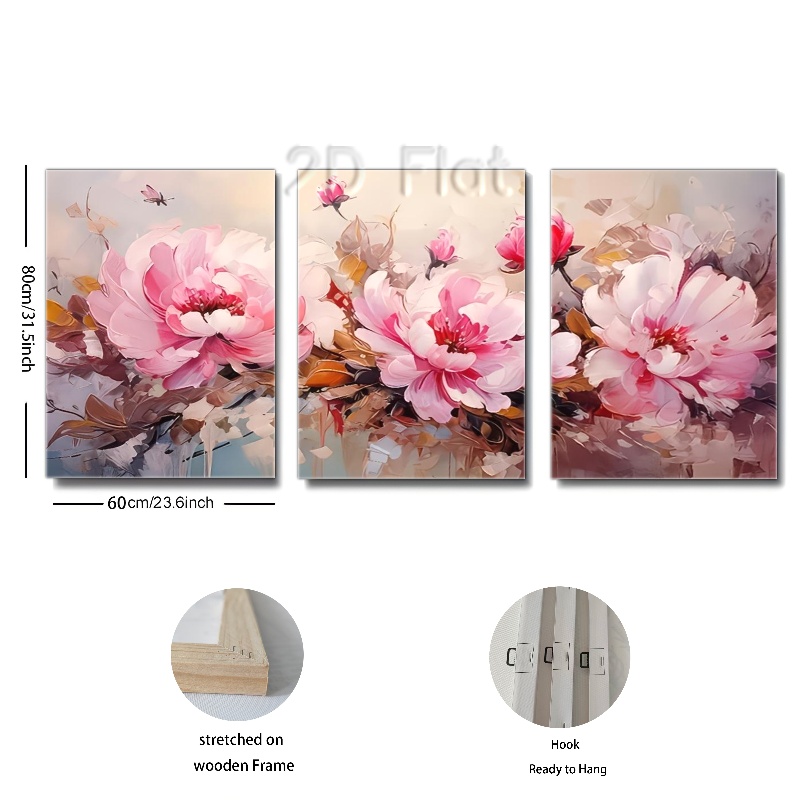 2D Flat
80cm/31.5inch
60cm/23.6inch
stretched on
wooden Frame
Hook
Ready to Hang